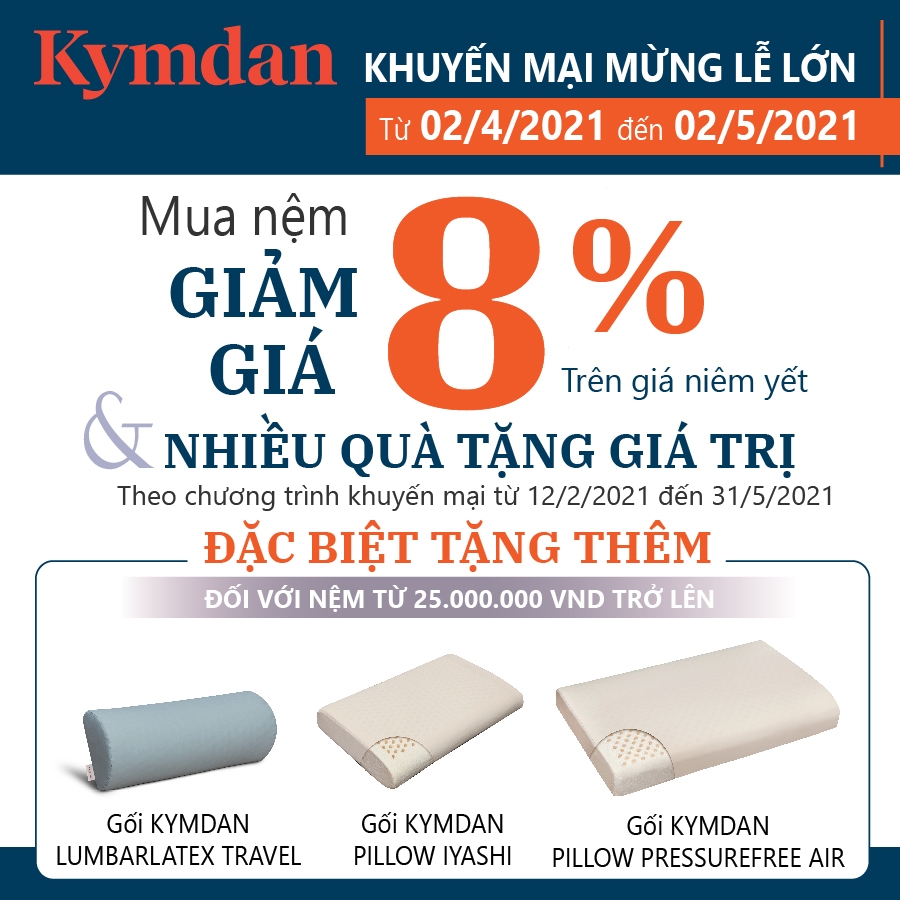 Kymdan
KHUYẾN MẠI MỪNG LỄ LỚN
Từ 02/4/2021 đến 02/5/2021
Mua nệm
GIẢM
GIÁ
8%
Trên giá niêm yết
& NHIỀU QUÀ TẶNG GIÁ TRỊ
Theo chương trình khuyến mại từ 12/2/2021 đến 31/5/2021
ĐẶC BIỆT TẶNG THÊM
ĐỐI VỚI NỆM TỪ 25.000.000 VND TRỞ LÊN
Gối KYMDAN
LUMBARLATEX TRAVEL
Gối KYMDAN
PILLOW IYASHI
Gối KYMDAN
PILLOW PRESSUREFREE AIR